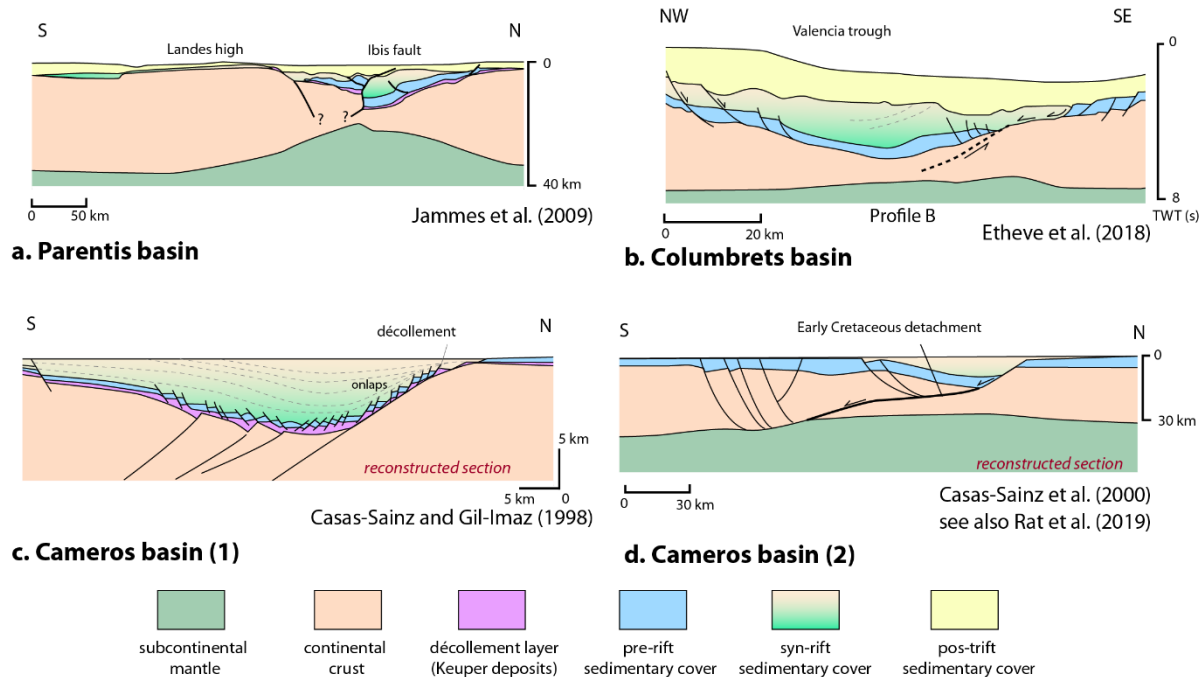 S
N
Landes high
Ibis fault
0
?
?
40 km
0
50 km
Jammes et al. (2009)
a. Parentis basin
NW
SE
Valencia trough
0
8
TWT (s)
Profile B
0
20 km
Etheve et al. (2018)
b. Columbrets basin
S
N
décollement
onlaps
5 km
reconstructed section
5 km
0
Casas-Sainz and Gil-Imaz (1998)
c. Cameros basin (1)
S
N
Early Cretaceous detachment
0
30 km
reconstructed section
0
30 km
Casas-Sainz et al. (2000)
see also Rat et al. (2019)
d. Cameros basin (2)
subcontinental
mantle
continental
crust
décollement layer
(Keuper deposits)
pre-rift
sedimentary cover
syn-rift
sedimentary cover
pos-trift
sedimentary cover